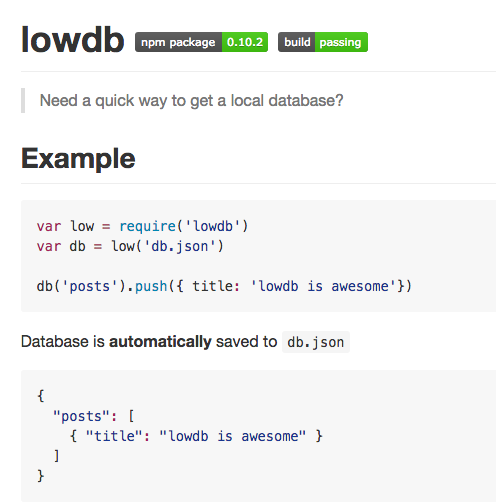 lowdb npm package 0.10.2 build passing
Need a quick way to get a local database?
Example
var low = require('lowdb')
var db = low('db.json')
db('posts').push({ title: 'lowdb is awesome'})
Database is automatically saved to db.json
{
  "posts": [
    { "title": "lowdb is awesome" }
  ]
}